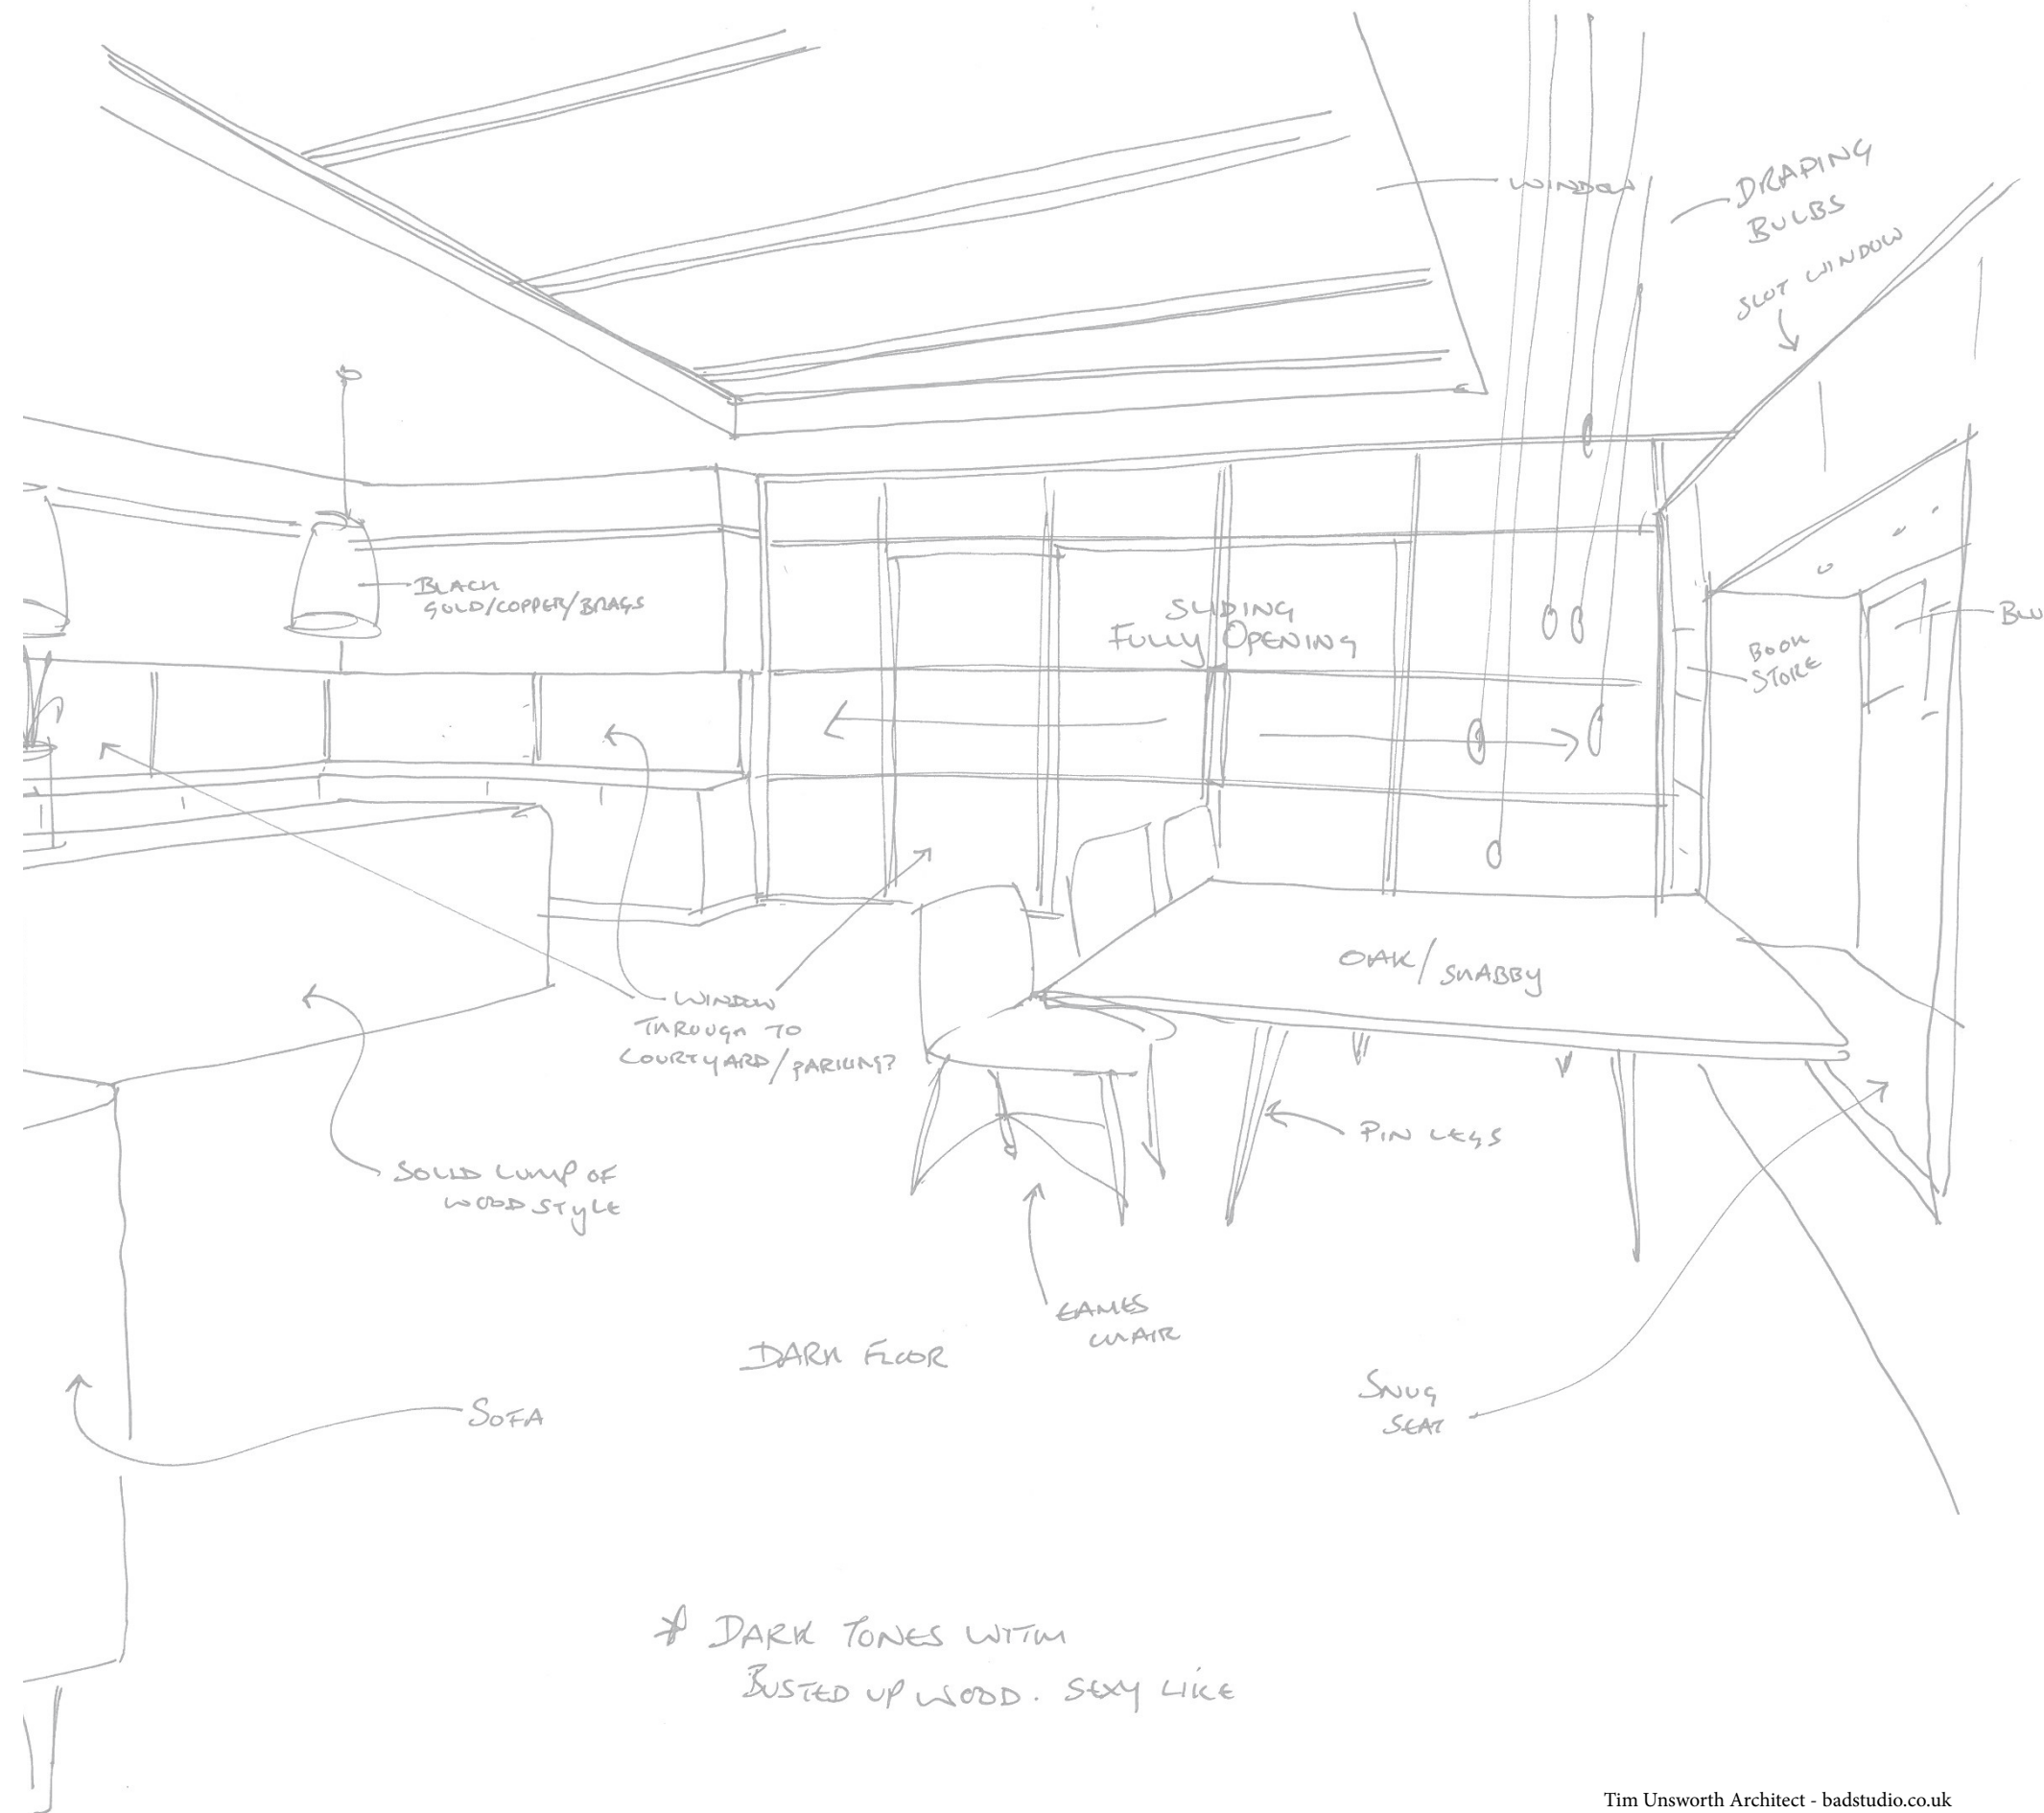 WINDOW
DRAPING
BULBS
SLOT WINDOW
BLACK
GOLD/COPPER/BRASS
SLIDING
FULLY OPENING
BLU
BOOK
STORE
OAK/SHABBY
WINDOW
THROUGH TO
COURTYARD/PARKING?
PIN LEGS
SOLID LUMP OF
WOOD STYLE
EAMES
CHAIR
DARK FLOOR
SNUG
SEAT
SOFA
* DARK TONES WITH
BUSTED UP WOOD. SEXY LIKE
Tim Unsworth Architect - badstudio.co.uk